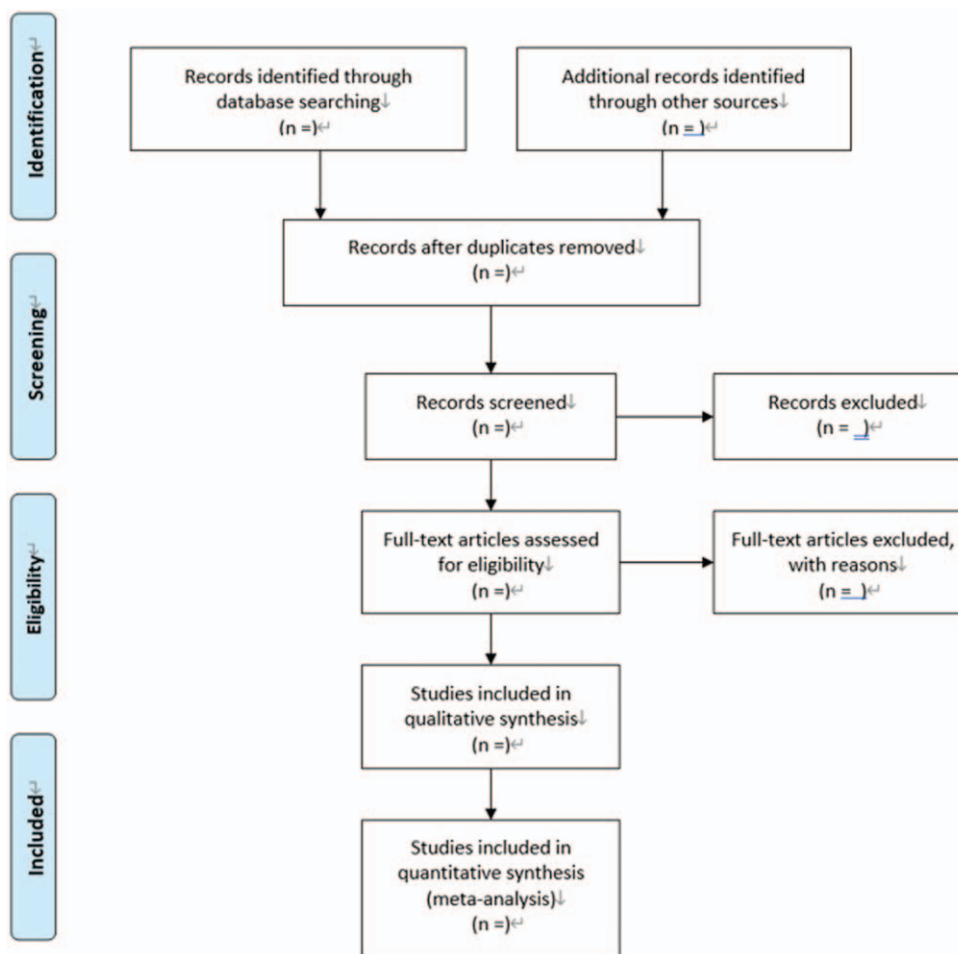 Identification↵
Records identified through
database searching↓
(n =)↵
Additional records identified
through other sources↓
(n = )↵
Records after duplicates removed↓
(n =)↵
Screening↵
Records screened↓
(n =)↵
Records excluded↓
(n = )↵
Eligibility↵
Full-text articles assessed
for eligibility↓
(n =)↵
Full-text articles excluded,
with reasons↓
(n = )↵
Studies included in
qualitative synthesis↓
(n =)↵
Included↵
Studies included in
quantitative synthesis
(meta-analysis)↓
(n =)↵